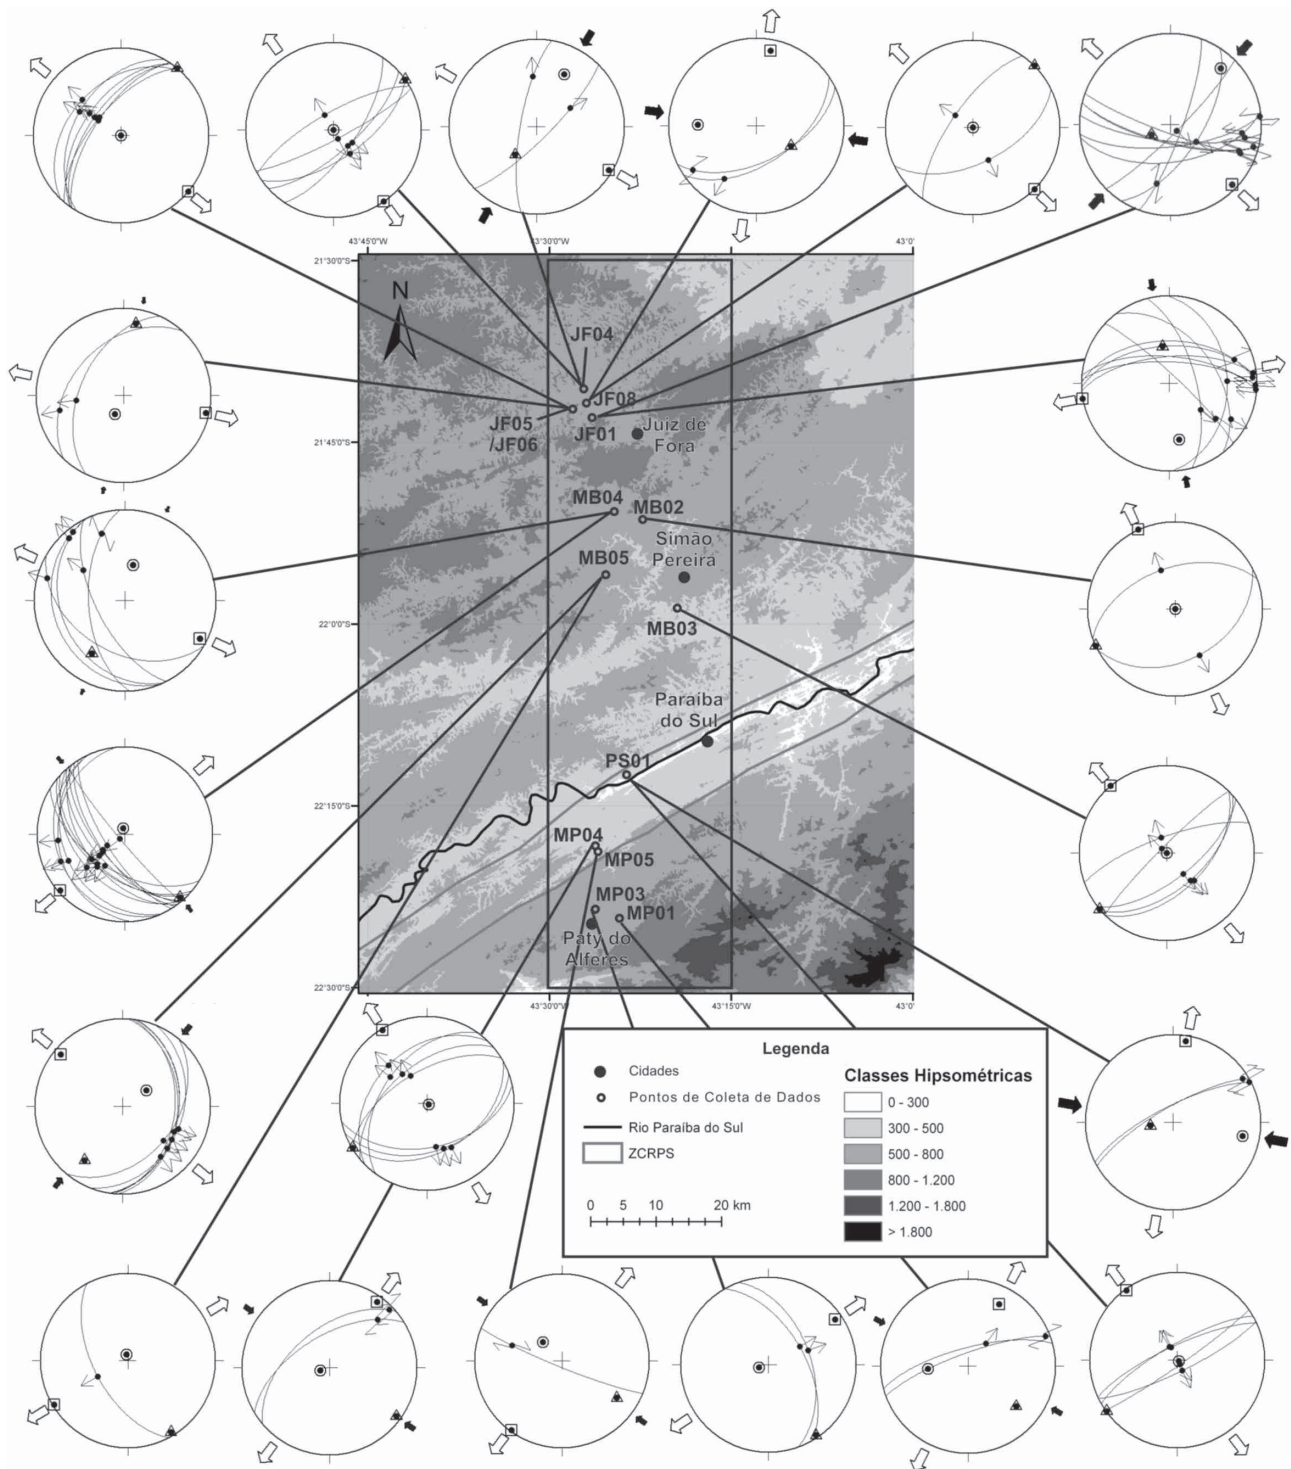 43°45'0"W
43°30'0"W
43°0'
21°30'0"S
N
JF04
JF08
JF05
/JF06
JF01
Juiz de
Fora
21°45'0"S
MB04
MB02
Simão
Pereira
MB05
22°0'0"S
MB03
Paraíba
do Sul
PS01
22°15'0"S
MP04
MP05
MP03
MP01
Paty do
Alferes
22°30'0"S
43°30'0"W
43°15'0"W
43°0'
Legenda
Cidades
Pontos de Coleta de Dados
Rio Paraíba do Sul
ZCRPS
0 5 10 20 km
Classes Hipsométricas
0 - 300
300 - 500
500 - 800
800 - 1.200
1.200 - 1.800
> 1.800